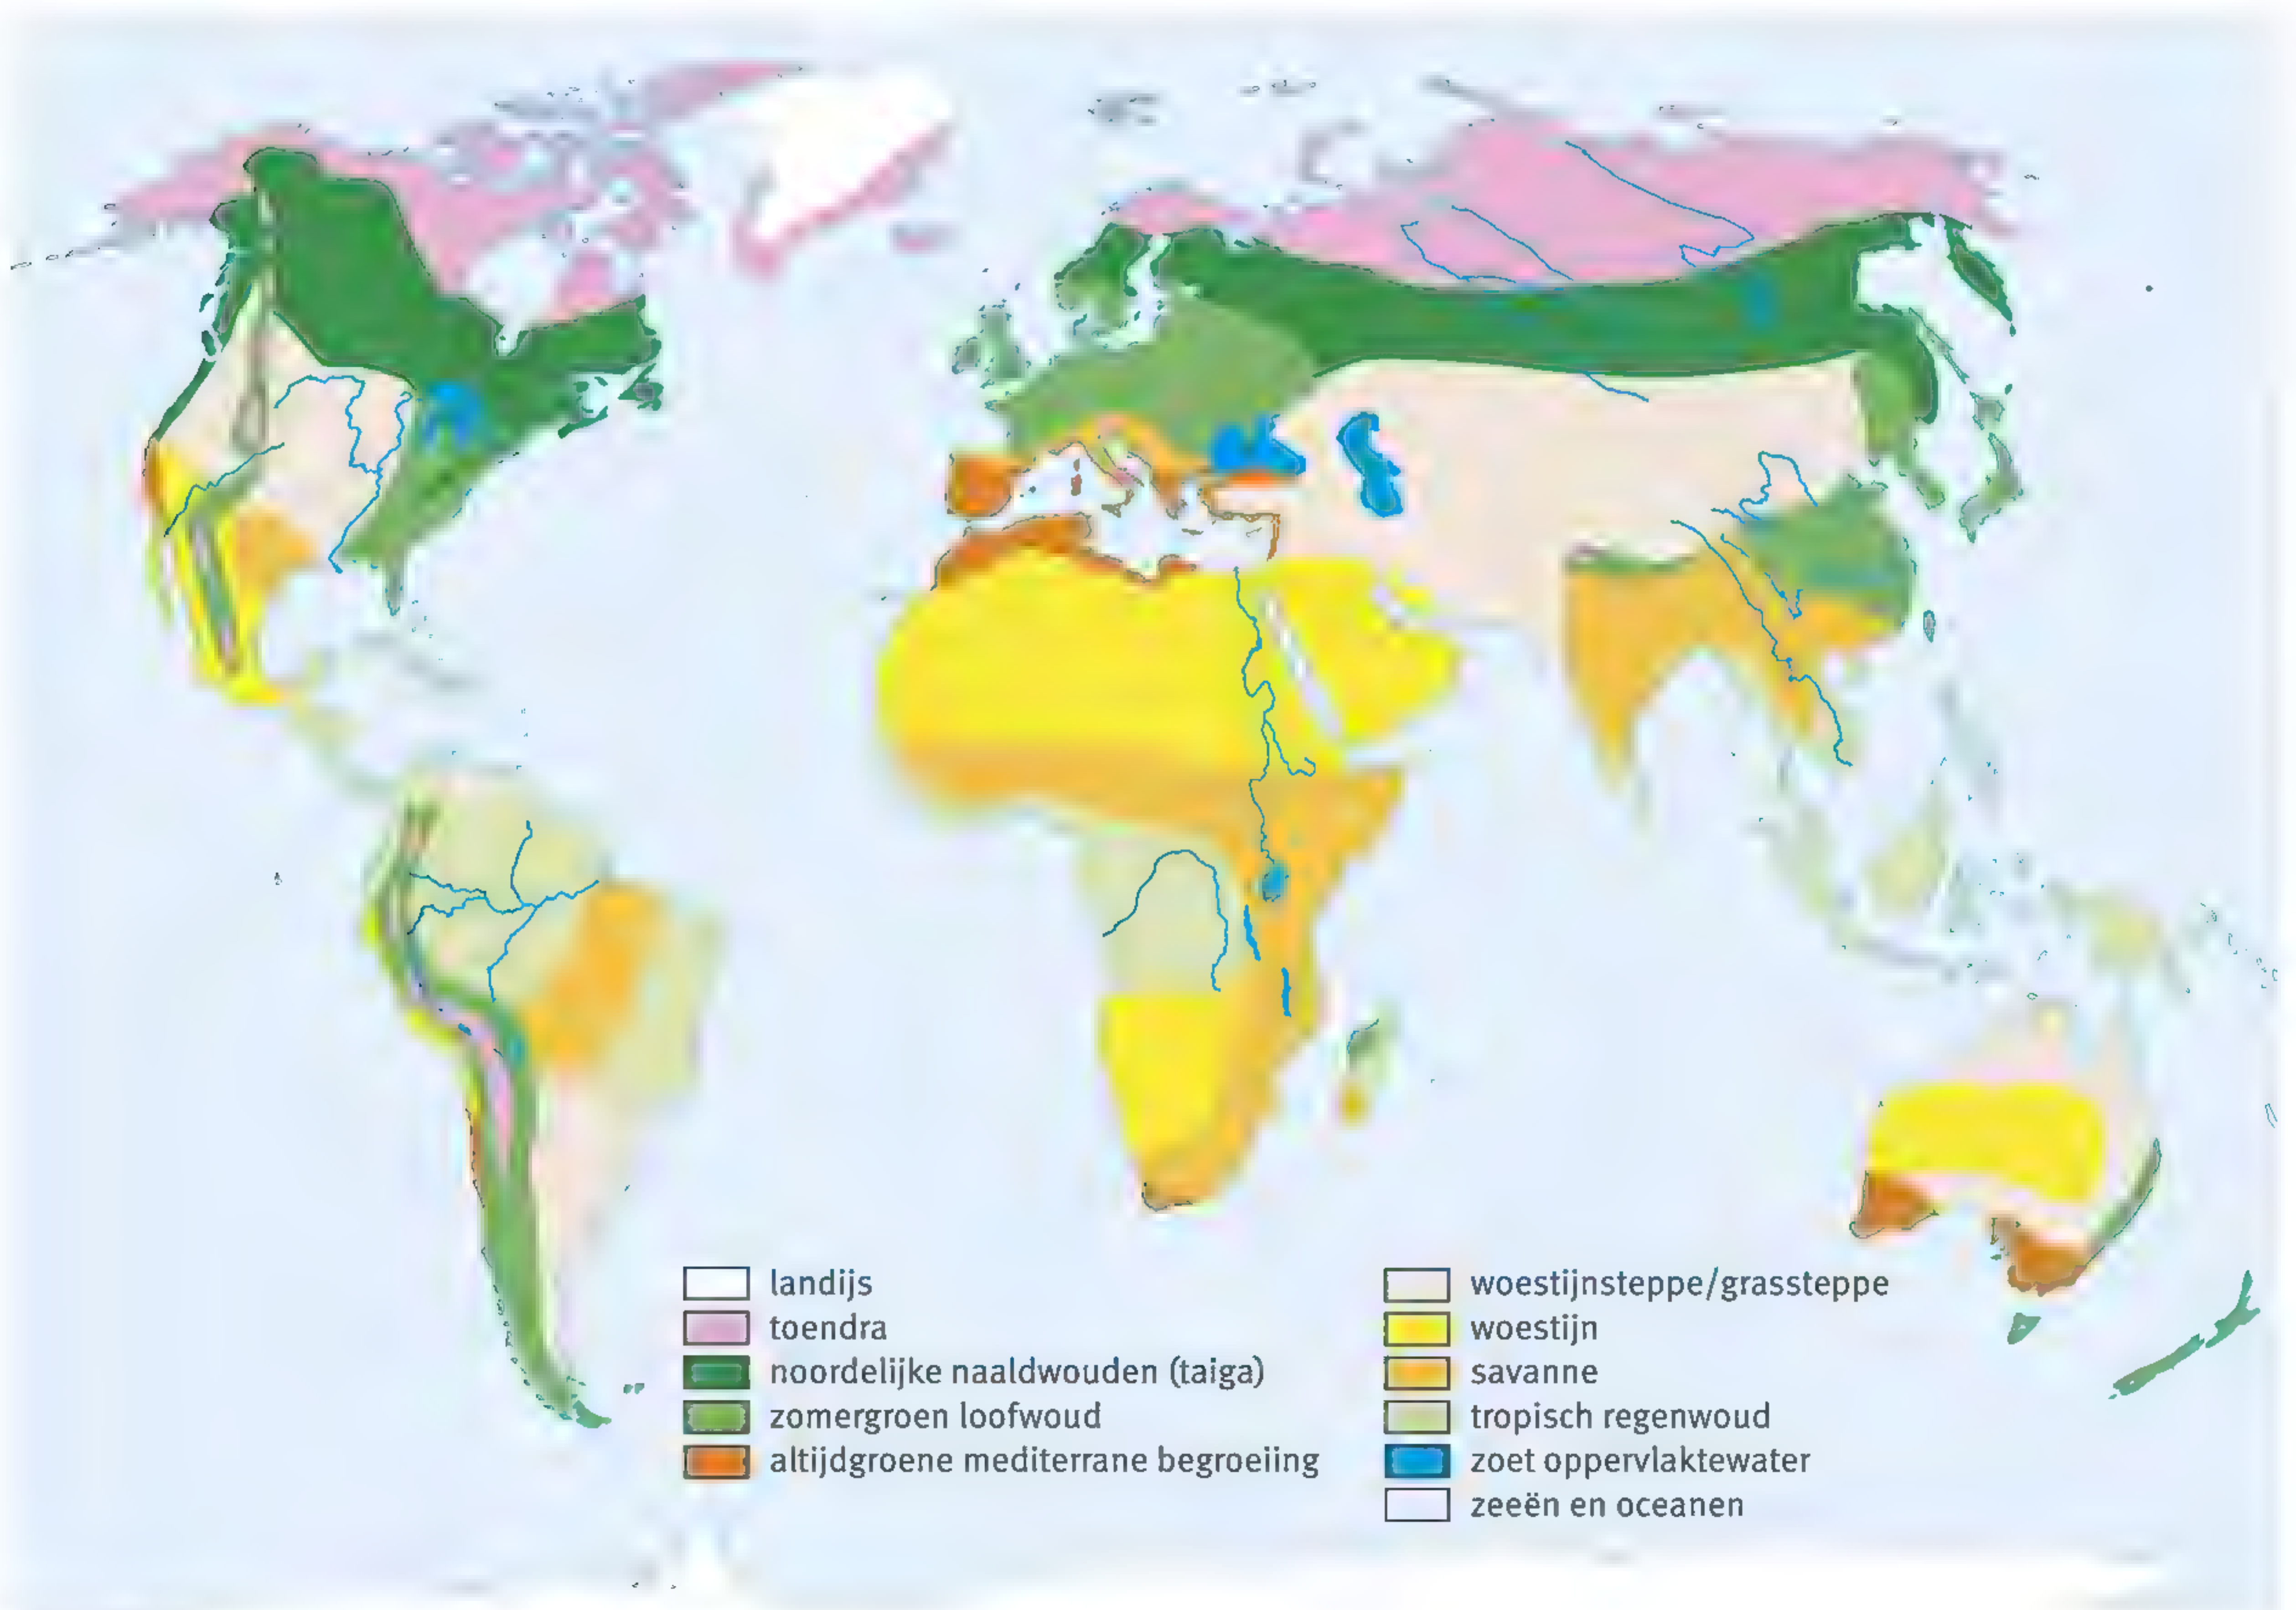 landijs
toendra
noordelijke naaldwouden (taiga)
zomergroen loofwoud
altijdgroene mediterrane begroeiing
woestijnsteppe/grassteppe
woestijn
savanne
tropisch regenwoud
zoet oppervlaktewater
zeeën en oceanen